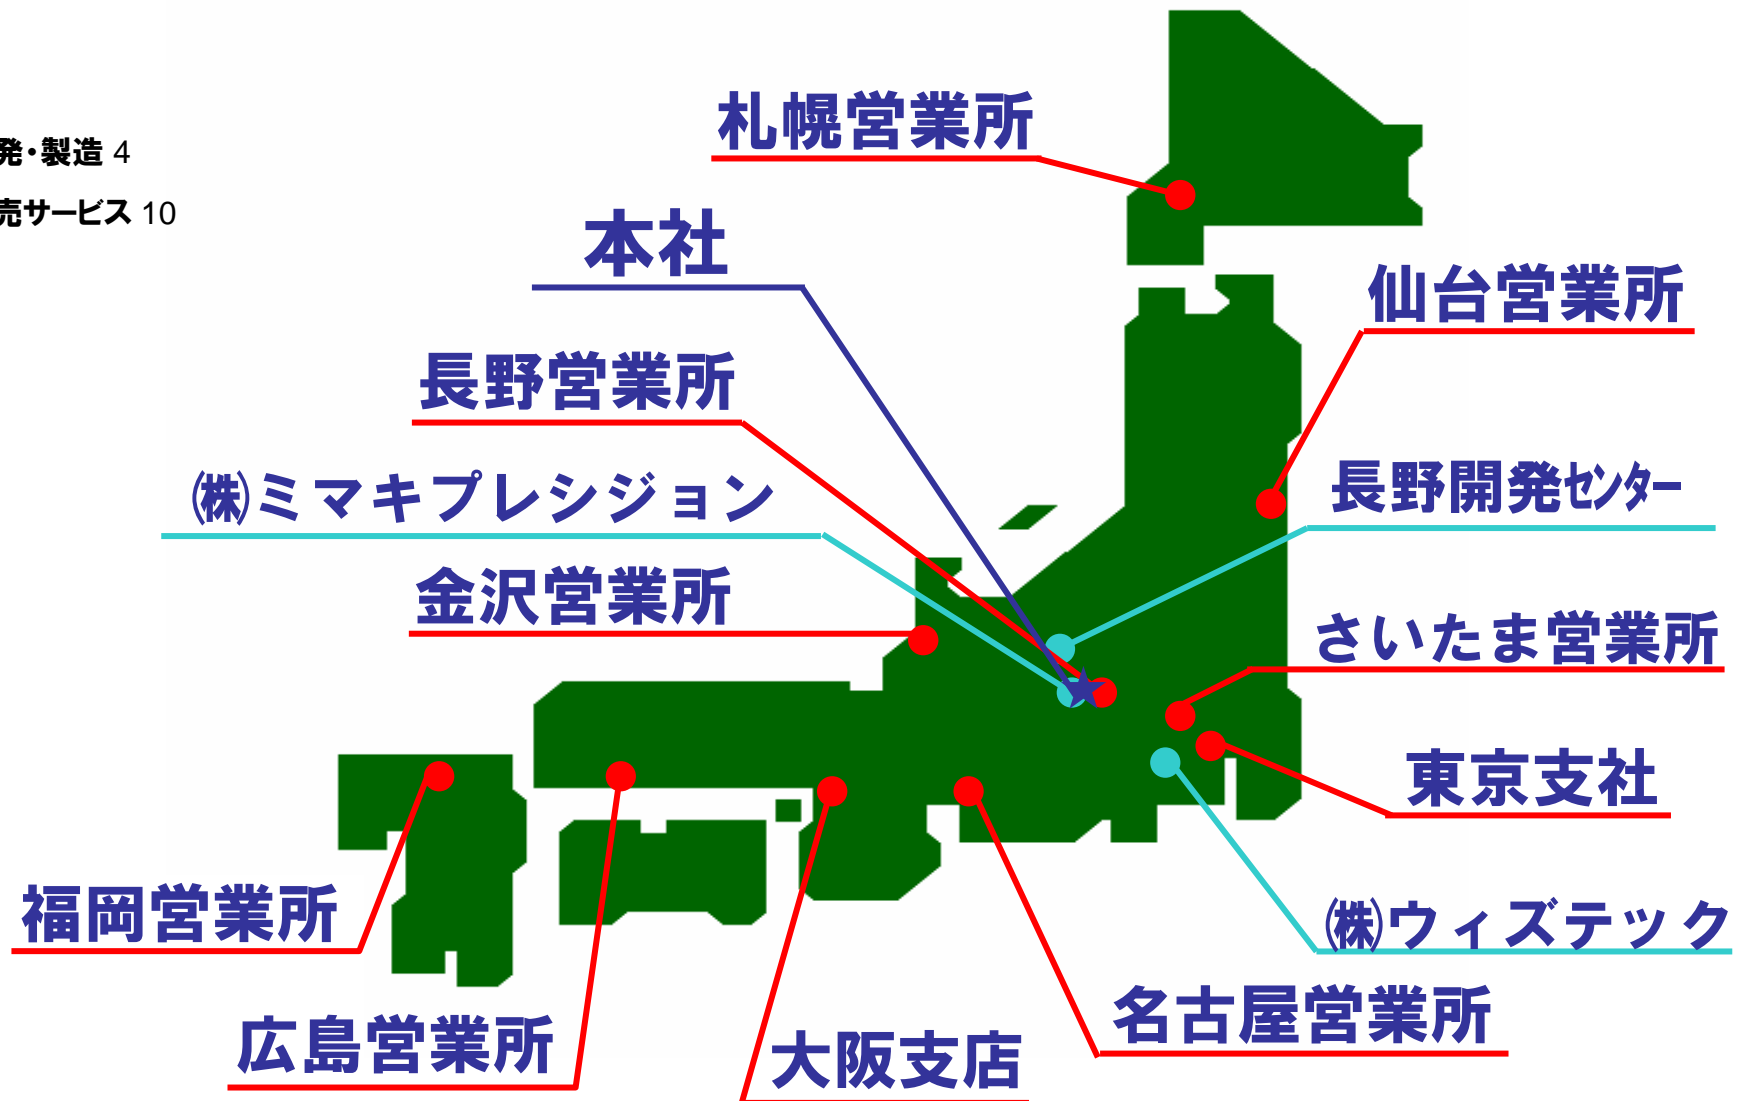 札幌営業所
発・製造 4
売サービス 10
本社
仙台営業所
長野営業所
長野開発ｾﾝﾀｰ
㈱ミマキプレシジョン
金沢営業所
さいたま営業所
東京支社
福岡営業所
㈱ウィズテック
名古屋営業所
広島営業所
大阪支店